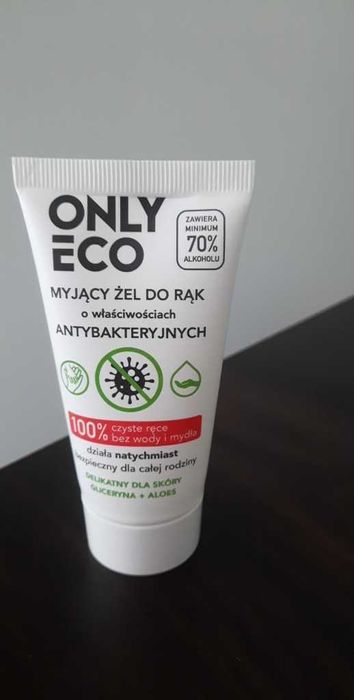 ONLY
ECO
ZAWIERA
MINIMUM
70%
ALKOHOLU
MYJĄCY ŻEL DO RĄK
o właściwościach
ANTYBAKTERYJNYCH
100% czyste ręce
bez wody i mydła
działa natychmiast
bezpieczny dla całej rodziny
DELIKATNY DLA SKÓRY
GLICERYNA + ALOES